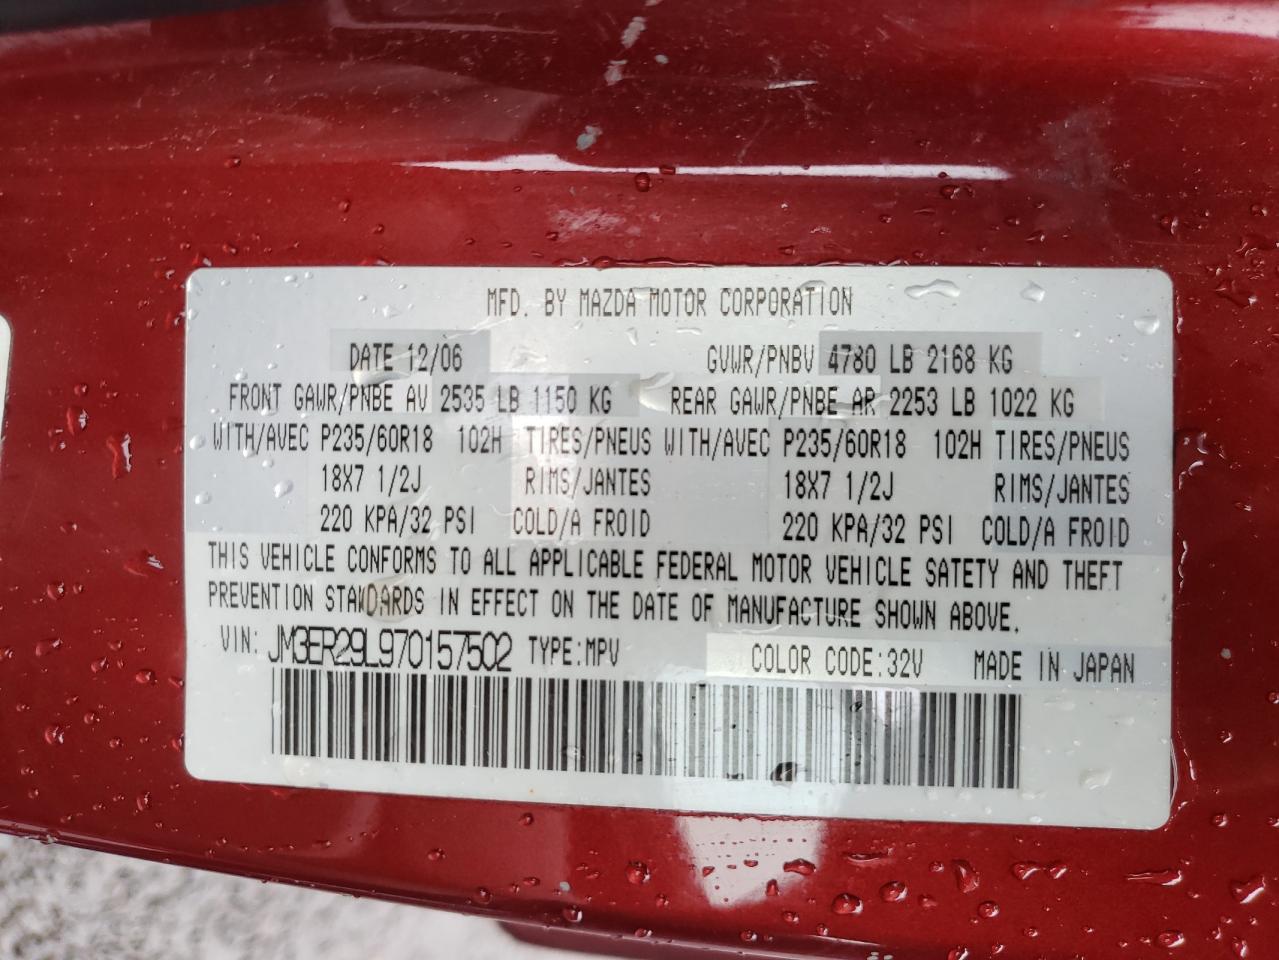 MFD. BY MAZDA MOTOR CORPORATION
DATE 12/06 GVWR/PNBV 4780 LB 2168 KG
FRONT GAWR/PNBE AV 2535 LB 1150 KG REAR GAWR/PNBE AR 2253 LB 1022 KG
WITH/AVEC P235/60R18 102H TIRES/PNEUS WITH/AVEC P235/60R18 102H TIRES/PNEUS
18X7 1/2J RIMS/JANTES 18X7 1/2J RIMS/JANTES
220 KPA/32 PSI COLD/A FROID 220 KPA/32 PSI COLD/A FROID
THIS VEHICLE CONFORMS TO ALL APPLICABLE FEDERAL MOTOR VEHICLE SATETY AND THEFT
PREVENTION STANDARDS IN EFFECT ON THE DATE OF MANUFACTURE SHOWN ABOVE.
VIN: JM3ER29L970157502 TYPE:MPV COLOR CODE:32V MADE IN JAPAN